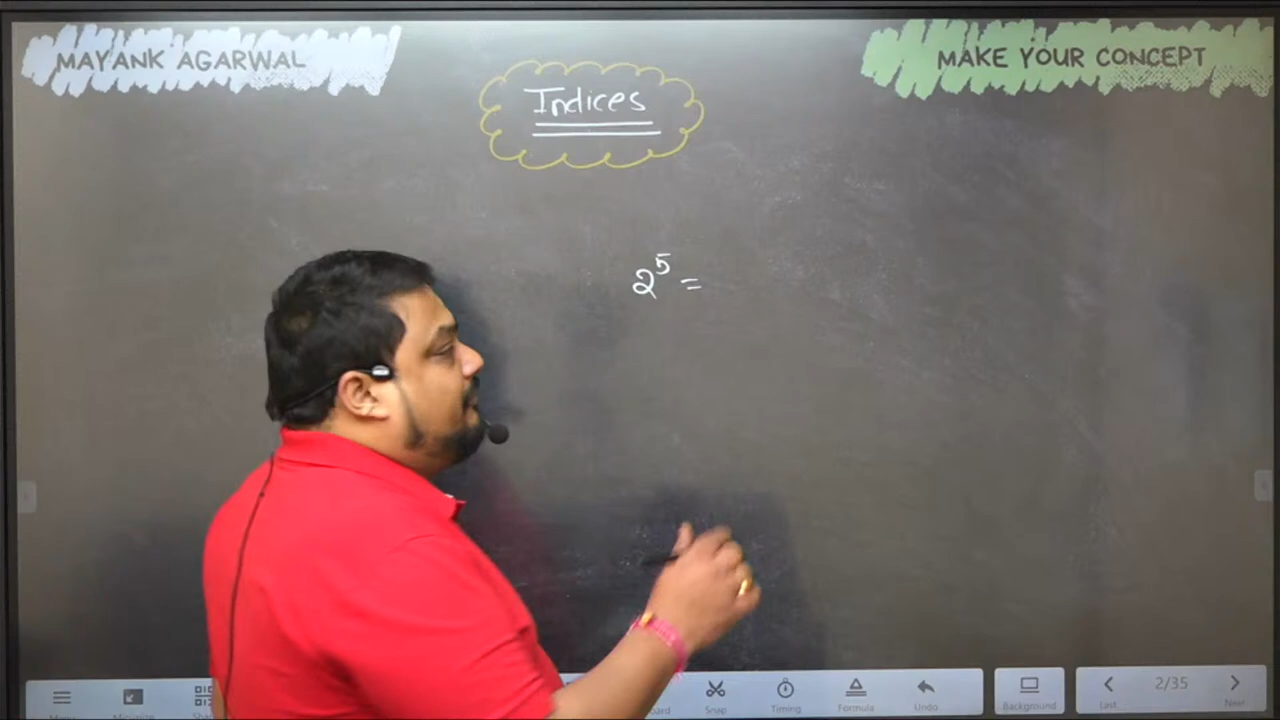 MAYANK AGARWAL
MAKE YOUR CONCEPT
Indices
2⁵ =
Snap
Timing
Formula
Undo
Background
Last
2/35
Next